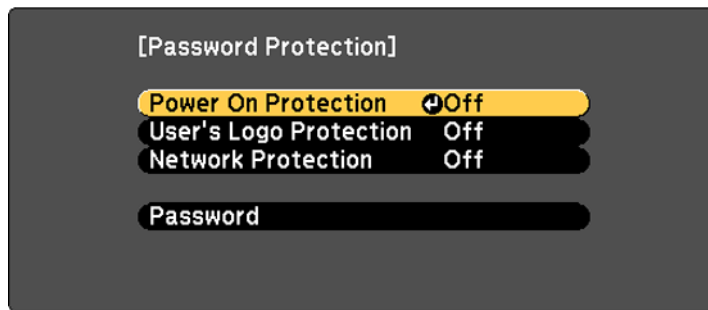 [Password Protection]
Power On Protection Off
User's Logo Protection Off
Network Protection Off
Password